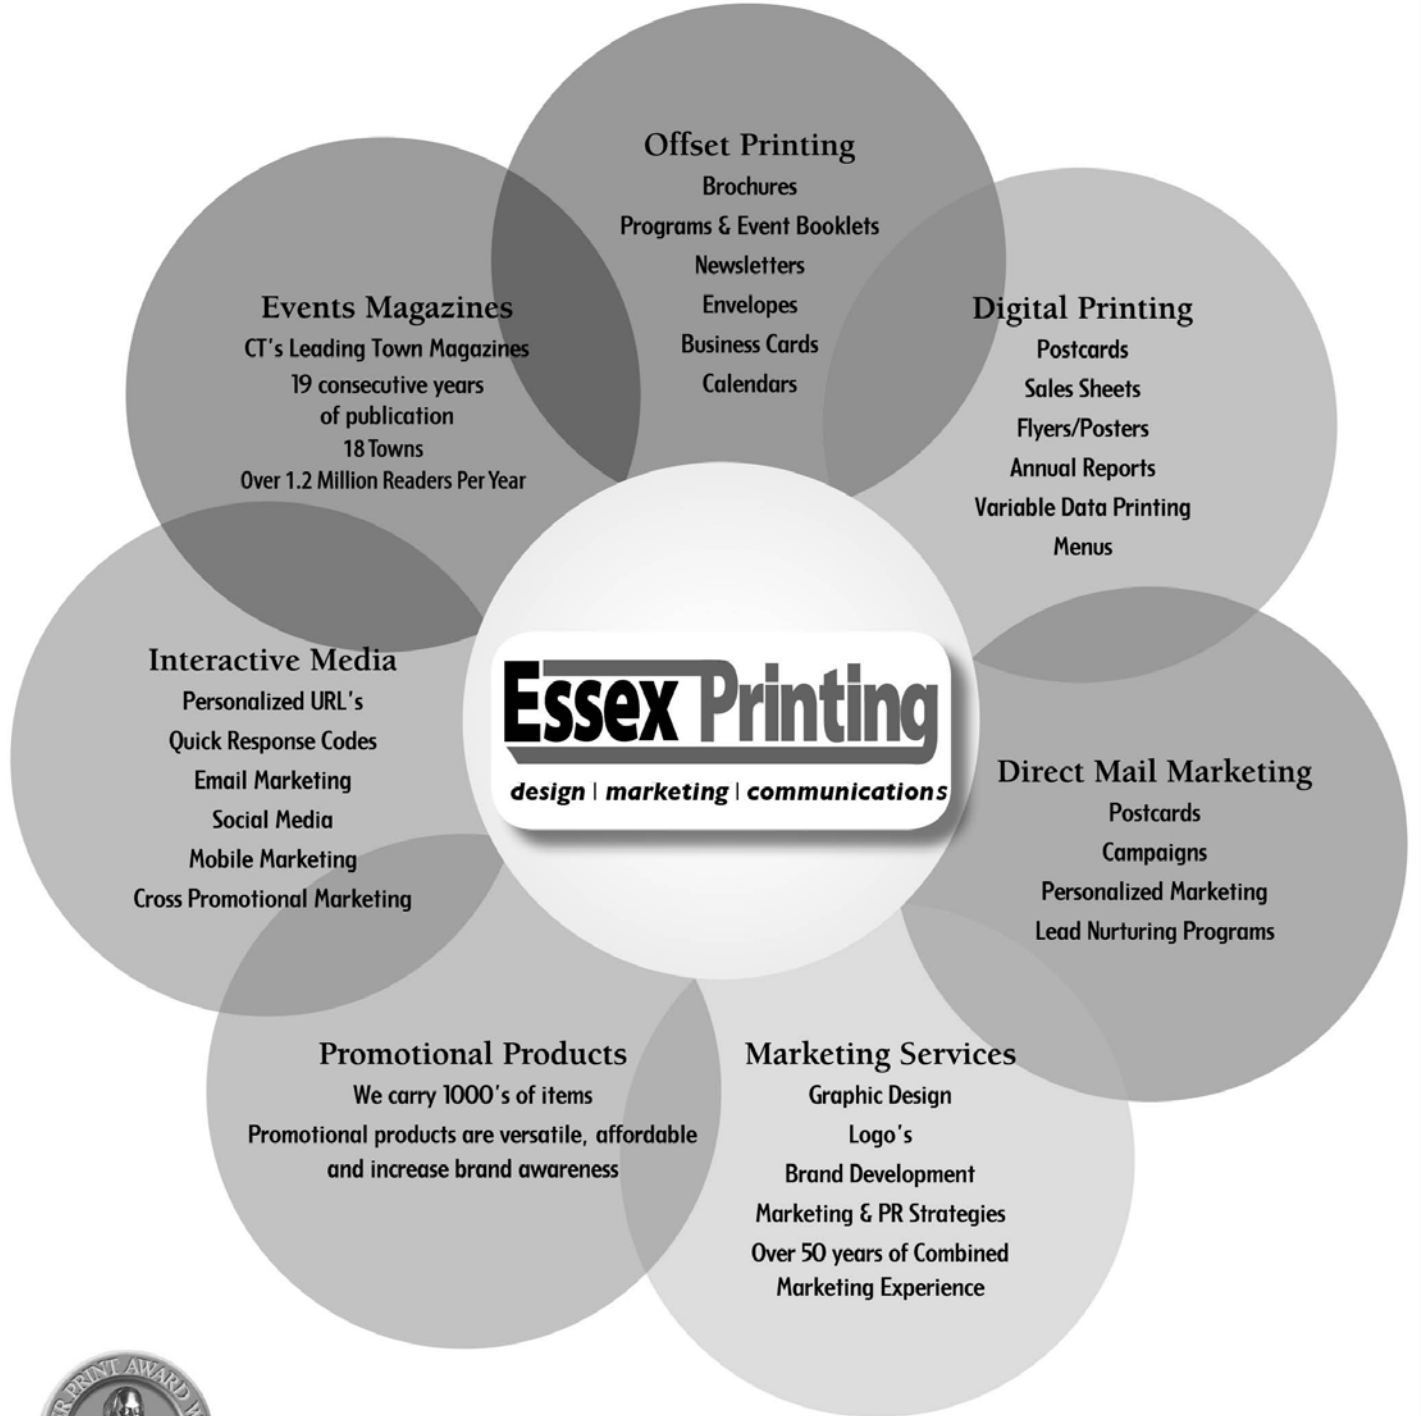 Offset Printing
Brochures
Programs & Event Booklets
Newsletters
Envelopes
Business Cards
Calendars
Events Magazines
CT's Leading Town Magazines
19 consecutive years
of publication
18 Towns
Over 1.2 Million Readers Per Year
Digital Printing
Postcards
Sales Sheets
Flyers/Posters
Annual Reports
Variable Data Printing
Menus
Interactive Media
Personalized URL's
Quick Response Codes
Email Marketing
Social Media
Mobile Marketing
Cross Promotional Marketing
Essex Printing
design | marketing | communications
Direct Mail Marketing
Postcards
Campaigns
Personalized Marketing
Lead Nurturing Programs
Promotional Products
We carry 1000's of items
Promotional products are versatile, affordable
and increase brand awareness
Marketing Services
Graphic Design
Logo's
Brand Development
Marketing & PR Strategies
Over 50 years of Combined
Marketing Experience
PRINT AWARD